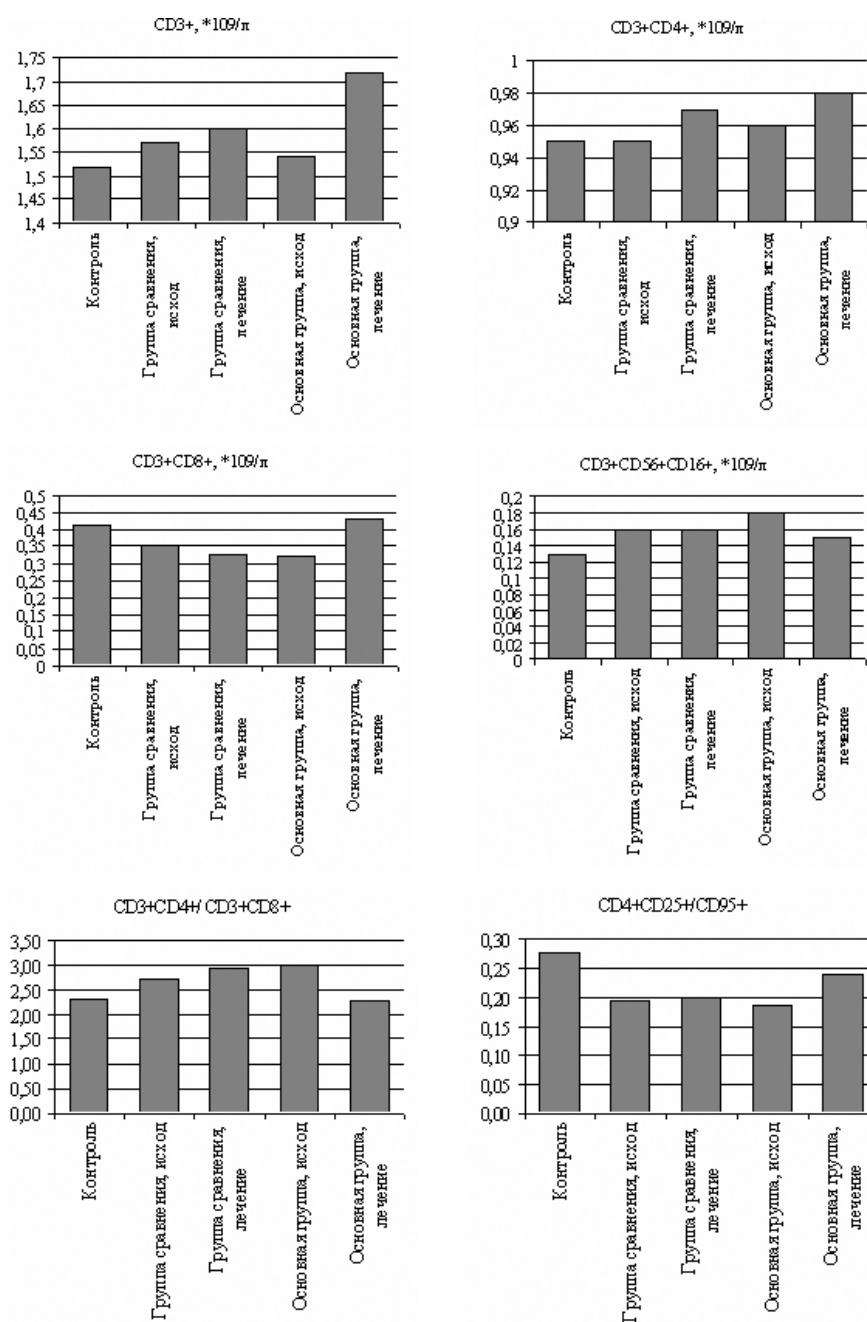 CD3+, *109/л
1,75
1,7
1,65
1,6
1,55
1,5
1,45
1,4
Контроль
Группа сравнения,
исход
Группа сравнения,
лечение
Основная группа, исход
Основная группа,
лечение
CD3+CD4+, *109/л
1
0,98
0,96
0,94
0,92
0,9
Контроль
Группа сравнения,
исход
Группа сравнения,
лечение
Основная группа, исход
Основная группа,
лечение
CD3+CD8+, *109/л
0,5
0,45
0,4
0,35
0,3
0,25
0,2
0,15
0,1
0,05
0
Контроль
Группа сравнения,
исход
Группа сравнения,
лечение
Основная группа, исход
Основная группа,
лечение
CD3+CD56+CD16+, *109/л
0,2
0,18
0,16
0,14
0,12
0,1
0,08
0,06
0,04
0,02
0
Контроль
Группа сравнения, исход
Группа сравнения,
лечение
Основная группа, исход
Основная группа,
лечение
CD3+CD4+/ CD3+CD8+
3,50
3,00
2,50
2,00
1,50
1,00
0,50
0,00
Контроль
Группа сравнения, исход
Группа сравнения,
лечение
Основная группа, исход
Основная группа,
лечение
CD4+CD25+/CD95+
0,30
0,25
0,20
0,15
0,10
0,05
0,00
Контроль
Группа сравнения, исход
Группа сравнения,
лечение
Основная группа, исход
Основная группа,
лечение